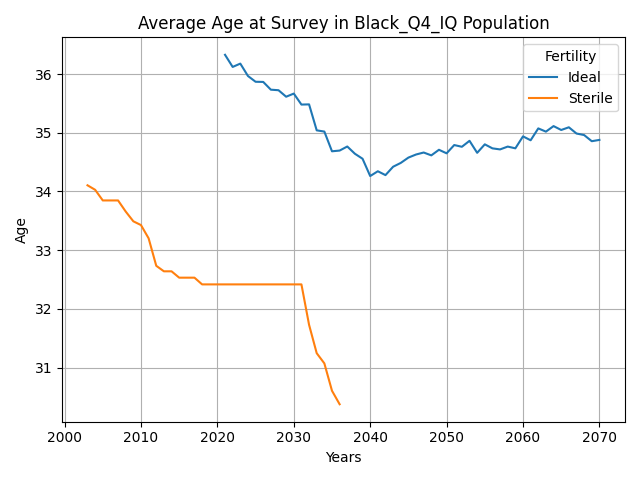 Average Age at Survey in Black_Q4_IQ Population
Fertility
Ideal
Sterile
Age
36
35
34
33
32
31
2000 2010 2020 2030 2040 2050 2060 2070
Years